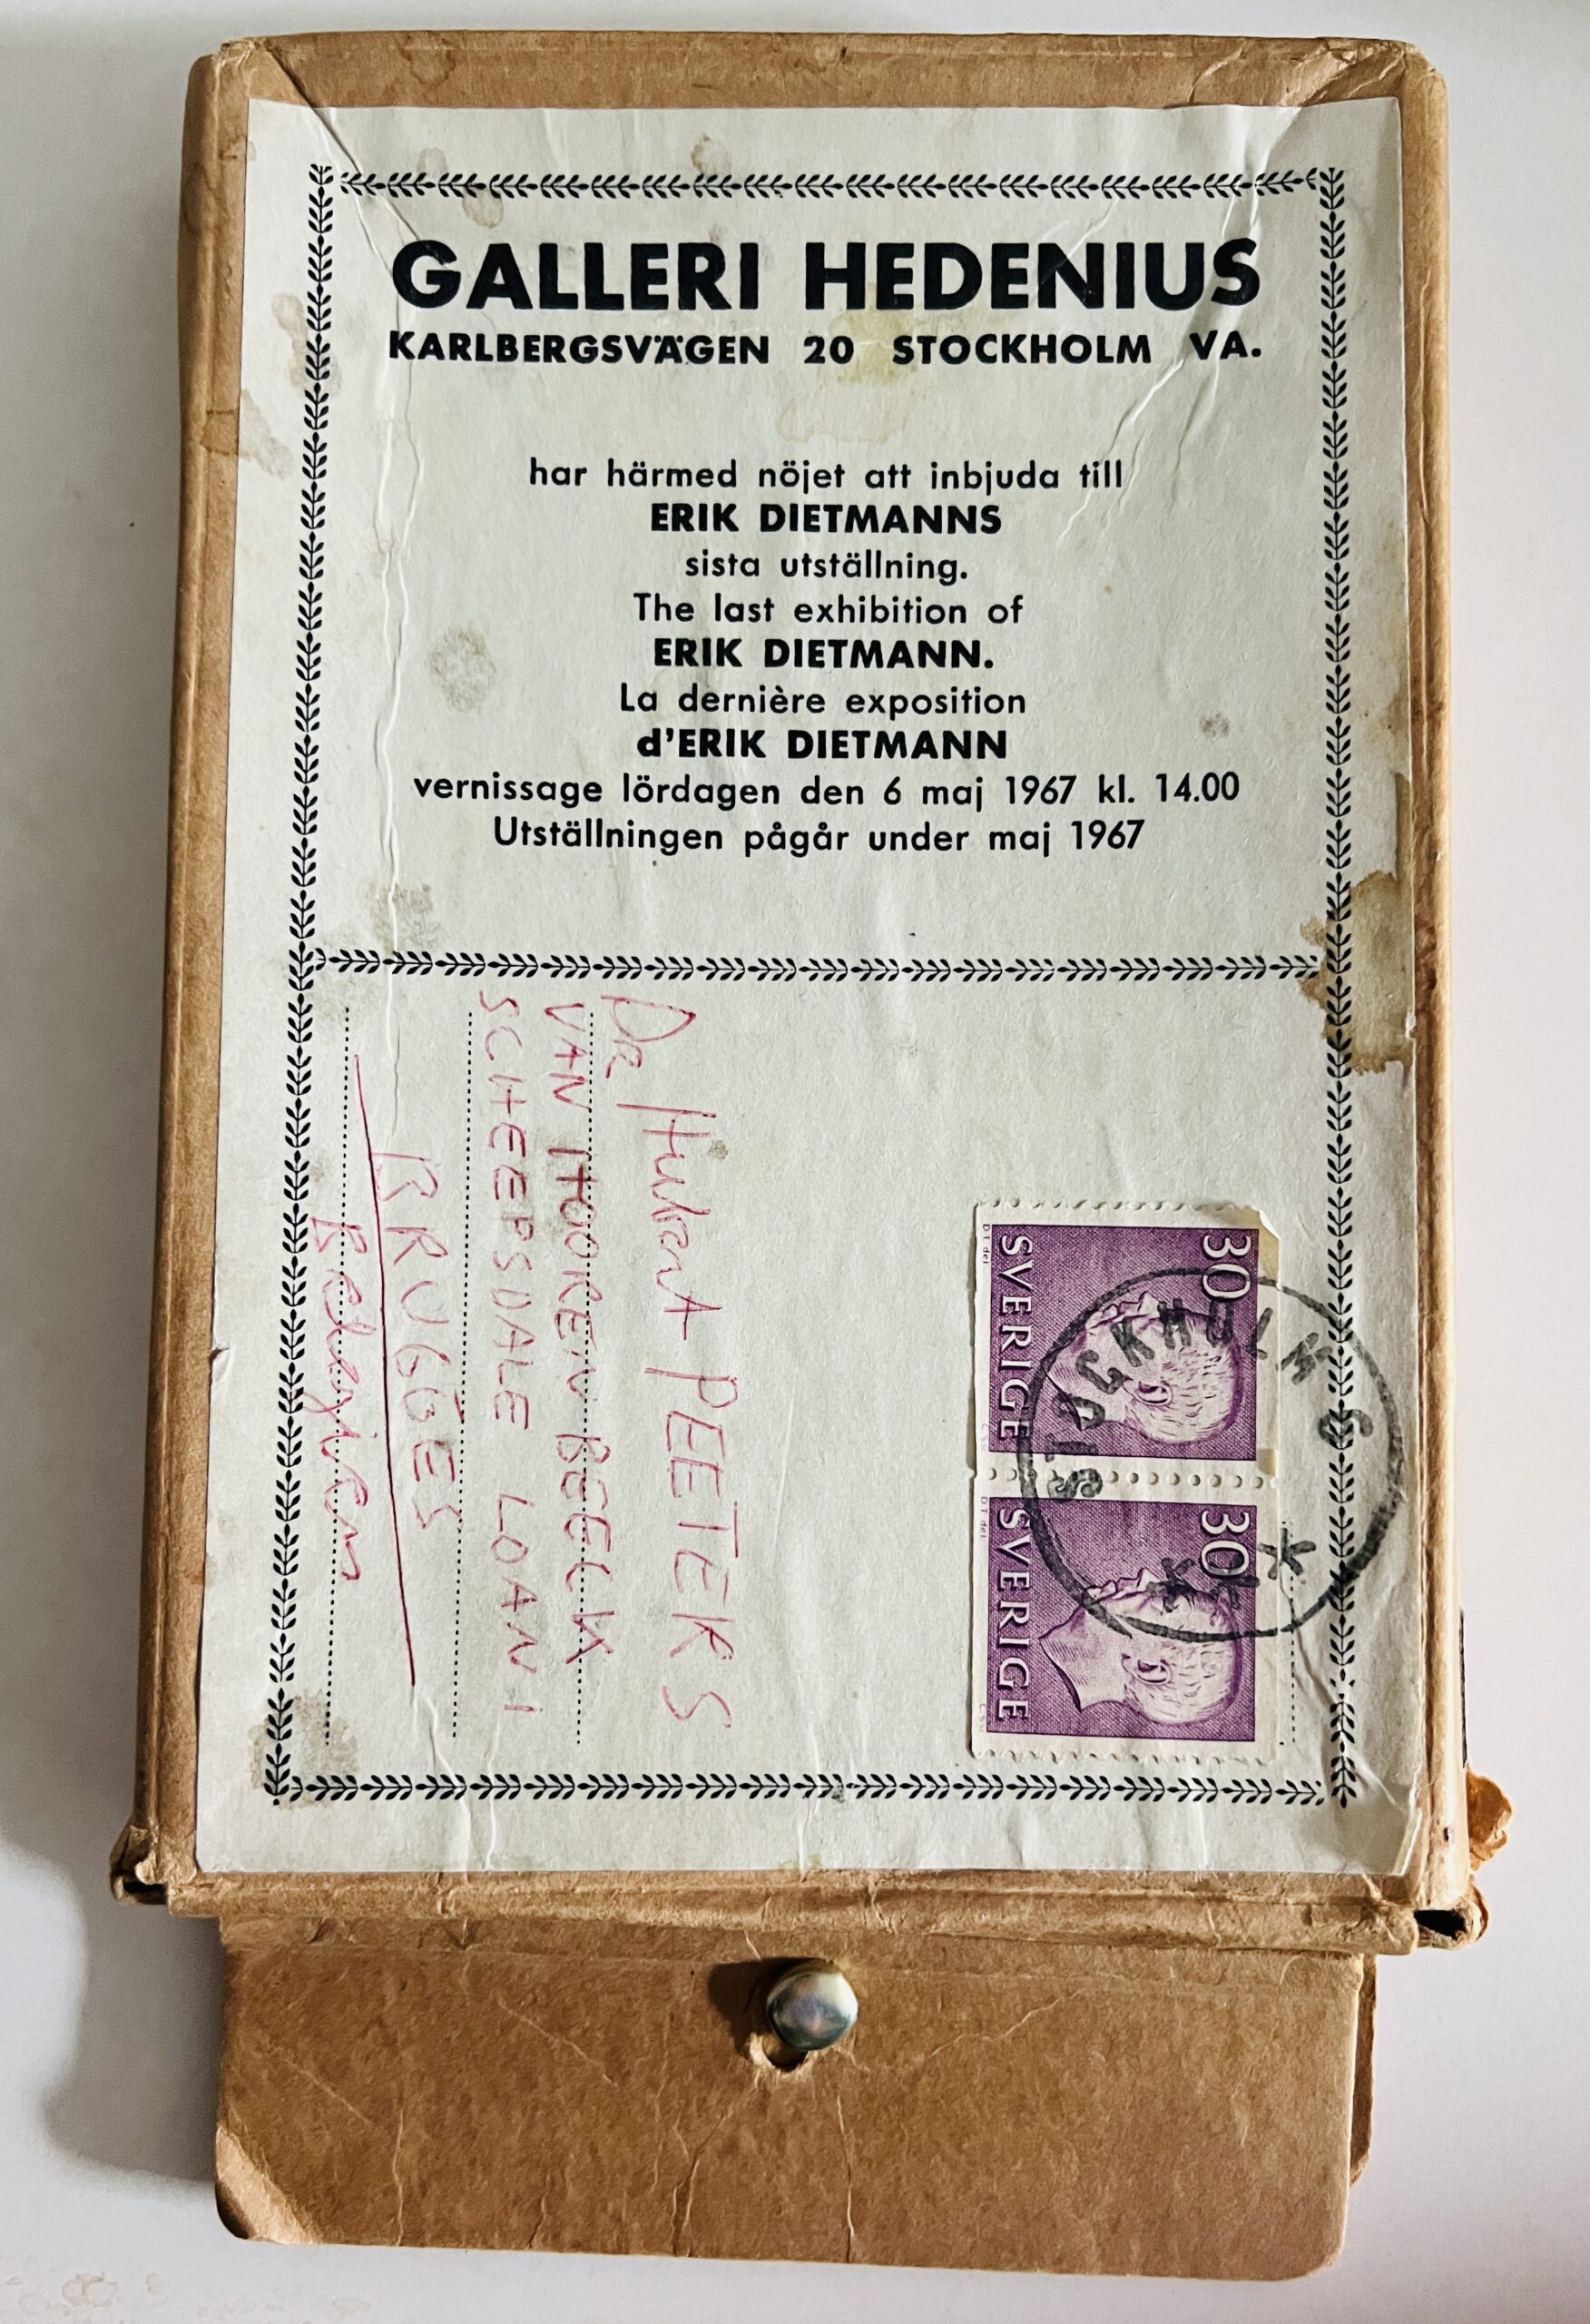 GALLERI HEDENIUS
KARLBERGSVÄGEN 20 STOCKHOLM VA.
har härmed nöjet att inbjuda till
ERIK DIETMANNS
sista utställning.
The last exhibition of
ERIK DIETMANN.
La dernière exposition
d'ERIK DIETMANN
vernissage lördagen den 6 maj 1967 kl. 14.00
Utställningen pågår under maj 1967
Dr Hubert PEETERS
VAN THOOREN BEECK
SCHEEPSDALE LOAN 1
BRUGGES
Belgien
30
SVERIGE
30
SVERIGE
STOCKHOLM